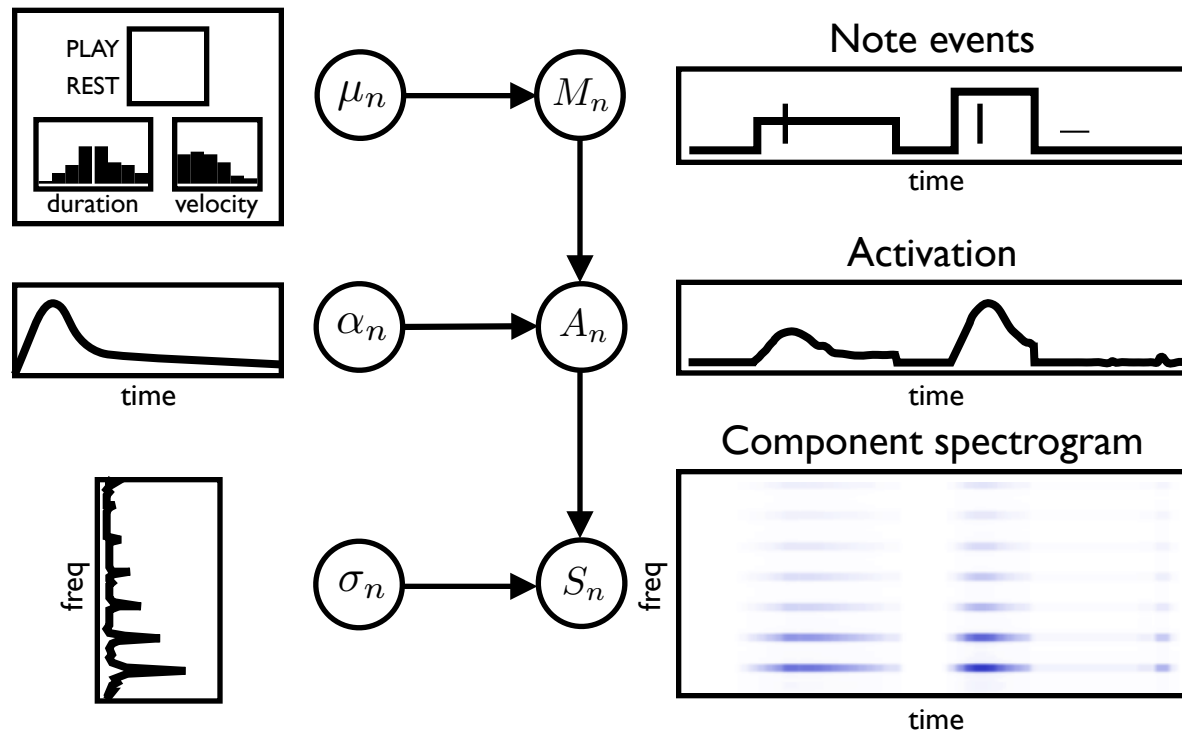 PLAY
REST
duration velocity
μn
Mn
Note events
time
time
αn
An
Activation
time
freq
σn
Sn
Component spectrogram
freq
time